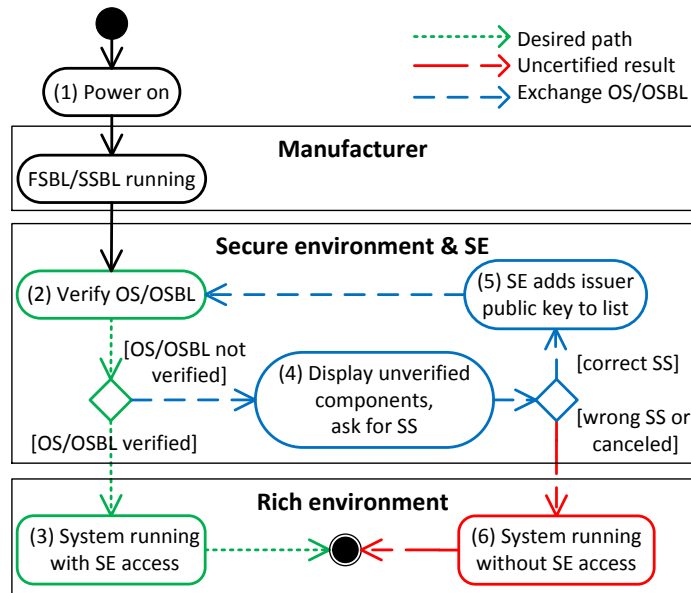 Desired path
Uncertified result
Exchange OS/OSBL
(1) Power on
Manufacturer
FSBL/SSBL running
Secure environment & SE
(2) Verify OS/OSBL
(5) SE adds issuer
public key to list
[OS/OSBL not
verified]
(4) Display unverified
components,
ask for SS
[correct SS]
[wrong SS or
canceled]
[OS/OSBL verified]
Rich environment
(3) System running
with SE access
(6) System running
without SE access